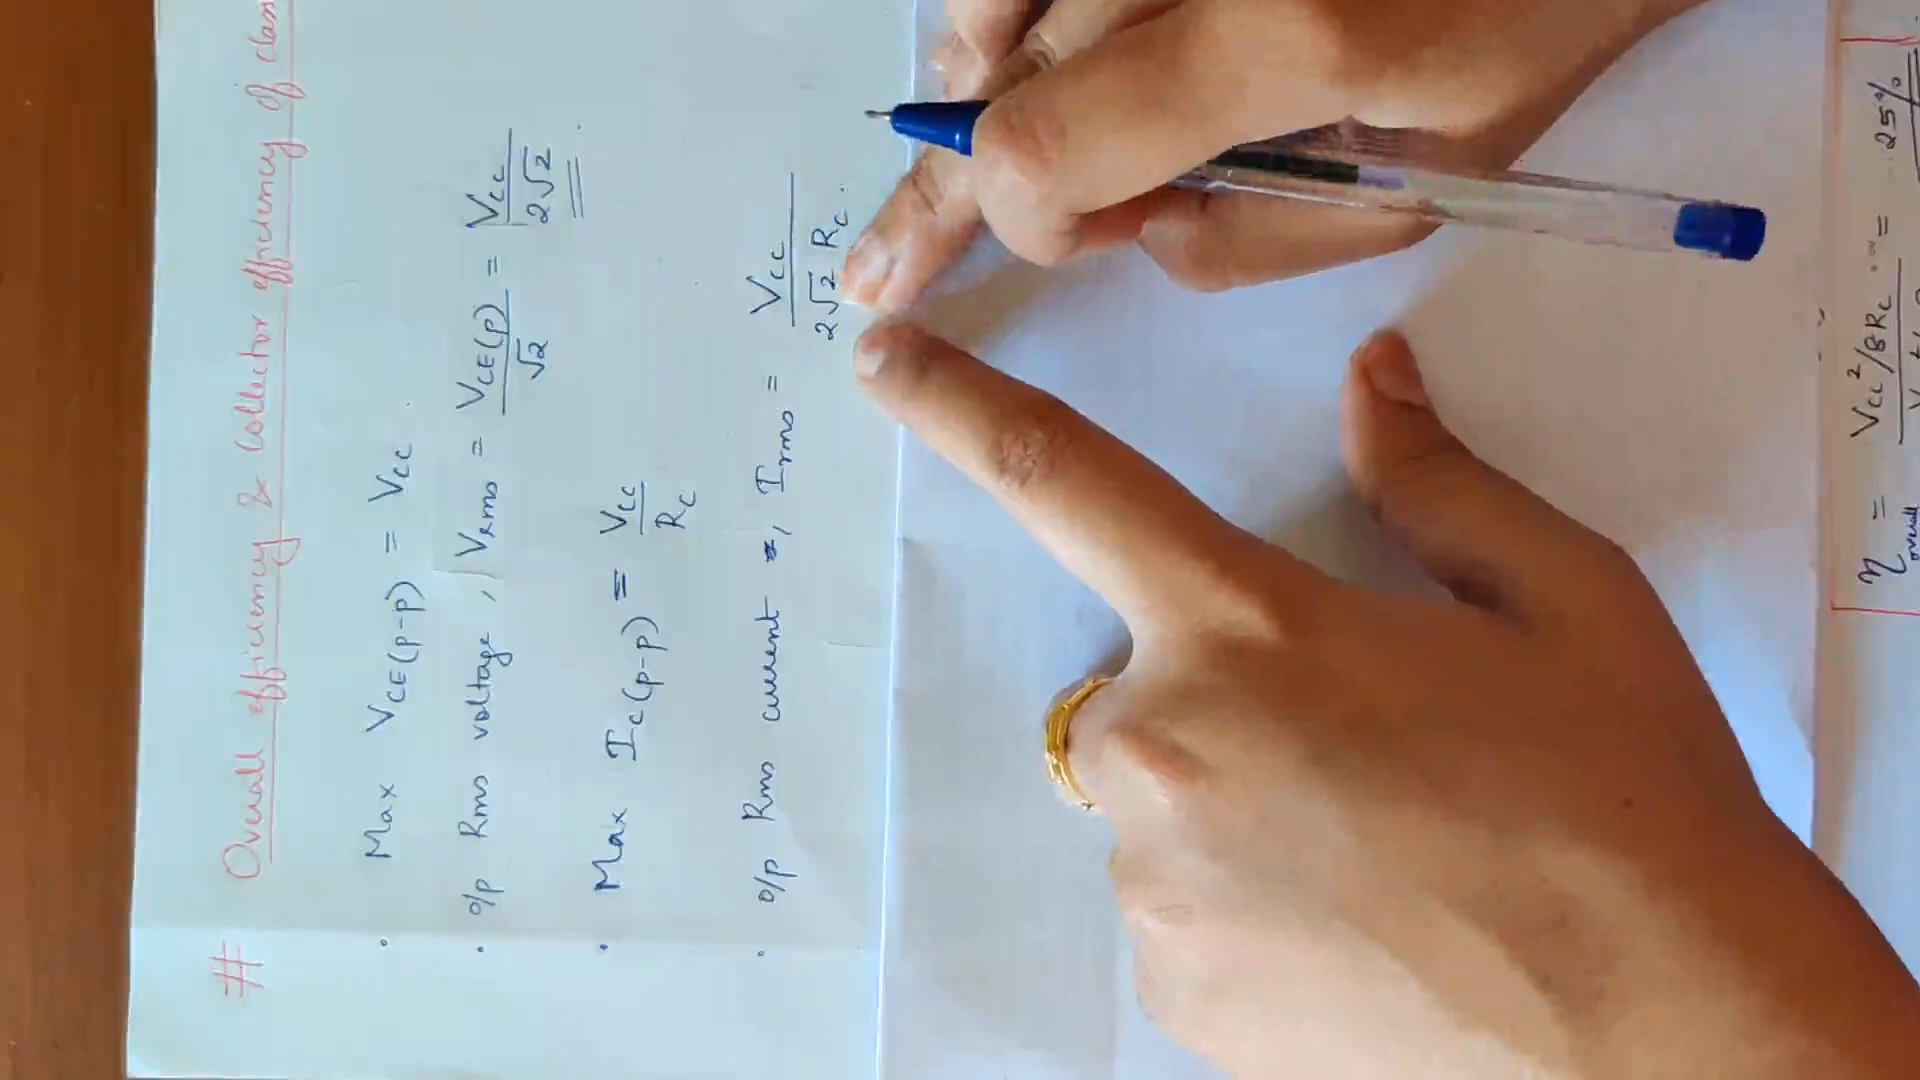 # Overall efficiency & Collector efficiency of class
• Max VCE(p-p) = Vcc.
• o/p Rms voltage, Vrms = VCE(p)/√2 = Vcc/2√2.
• Max Ic(p-p) = Vcc/Rc
• o/p Rms current, Irms = Vcc/2√2 Rc.
η overall = Vcc²/8Rc = 25%